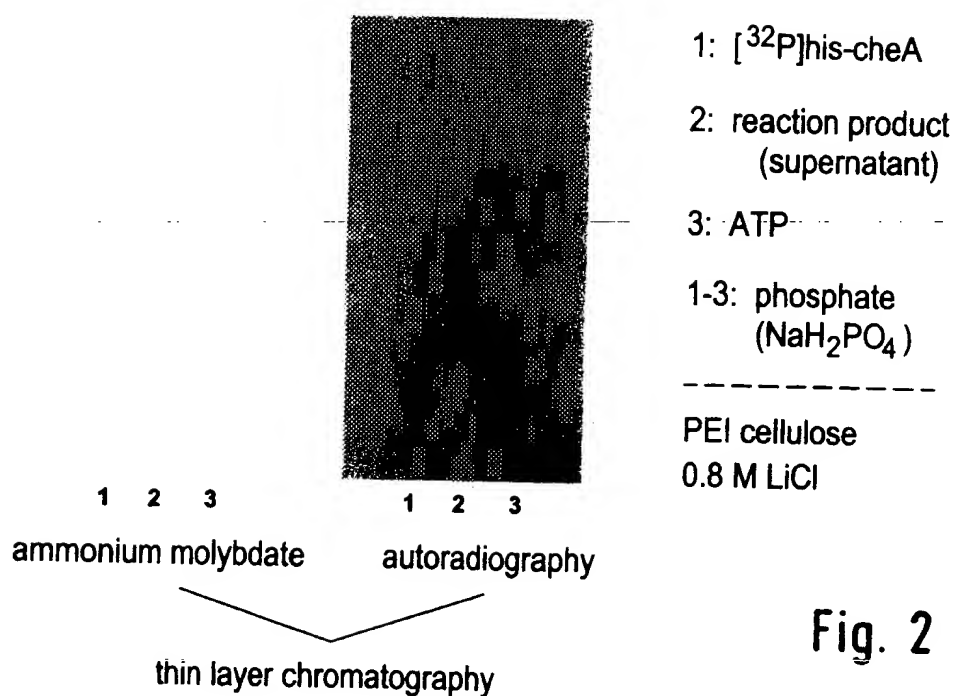 1: [32P]his-cheA
2: reaction product
(supernatant)
3: ATP
1-3: phosphate
(NaH2PO4)
PEI cellulose
0.8 M LiCl
1 2 3
1 2 3
ammonium molybdate
autoradiography
thin layer chromatography
Fig. 2